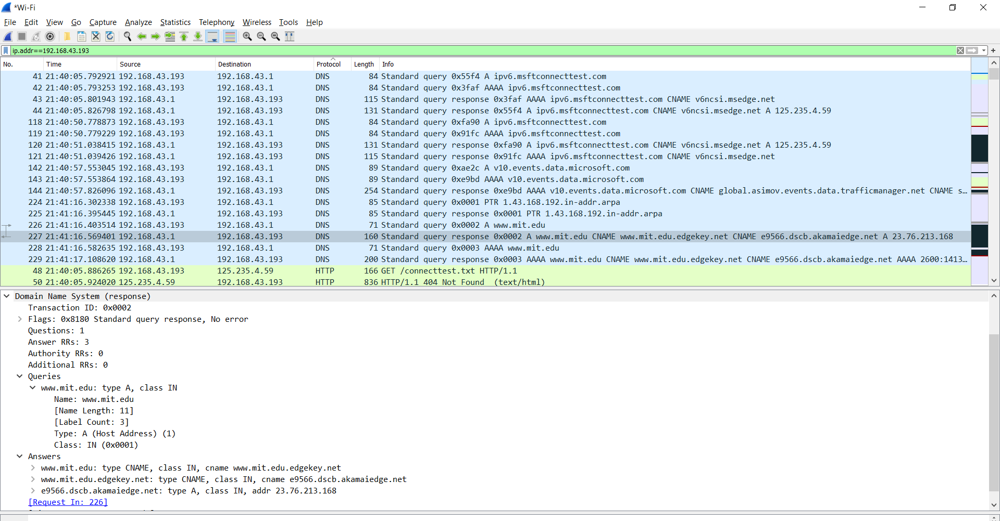 *Wi-Fi
File Edit View Go Capture Analyze Statistics Telephony Wireless Tools Help
ip.addr==192.168.43.193
No. Time Source Destination Protocol Length Info
41 21:40:05.792921 192.168.43.193 192.168.43.1 DNS 84 Standard query 0x55f4 A ipv6.msftconnecttest.com
42 21:40:05.793253 192.168.43.193 192.168.43.1 DNS 84 Standard query 0x3faf AAAA ipv6.msftconnecttest.com
43 21:40:05.801943 192.168.43.1 192.168.43.193 DNS 115 Standard query response 0x3faf AAAA ipv6.msftconnecttest.com CNAME v6ncsi.msedge.net
44 21:40:05.826798 192.168.43.1 192.168.43.193 DNS 131 Standard query response 0x55f4 A ipv6.msftconnecttest.com CNAME v6ncsi.msedge.net A 125.235.4.59
118 21:40:50.778873 192.168.43.193 192.168.43.1 DNS 84 Standard query 0xfa90 A ipv6.msftconnecttest.com
119 21:40:50.779229 192.168.43.193 192.168.43.1 DNS 84 Standard query 0x91fc AAAA ipv6.msftconnecttest.com
120 21:40:51.038415 192.168.43.1 192.168.43.193 DNS 131 Standard query response 0xfa90 A ipv6.msftconnecttest.com CNAME v6ncsi.msedge.net A 125.235.4.59
121 21:40:51.039426 192.168.43.1 192.168.43.193 DNS 115 Standard query response 0x91fc AAAA ipv6.msftconnecttest.com CNAME v6ncsi.msedge.net
142 21:40:57.553045 192.168.43.193 192.168.43.1 DNS 89 Standard query 0xae2c A v10.events.data.microsoft.com
143 21:40:57.553864 192.168.43.193 192.168.43.1 DNS 89 Standard query 0xe9bd AAAA v10.events.data.microsoft.com
144 21:40:57.826096 192.168.43.1 192.168.43.193 DNS 254 Standard query response 0xe9bd AAAA v10.events.data.microsoft.com CNAME global.asimov.events.data.trafficmanager.net CNAME s…
224 21:41:16.302338 192.168.43.193 192.168.43.1 DNS 85 Standard query 0x0001 PTR 1.43.168.192.in-addr.arpa
225 21:41:16.395445 192.168.43.1 192.168.43.193 DNS 85 Standard query response 0x0001 PTR 1.43.168.192.in-addr.arpa
226 21:41:16.403514 192.168.43.193 192.168.43.1 DNS 71 Standard query 0x0002 A www.mit.edu
227 21:41:16.569401 192.168.43.1 192.168.43.193 DNS 160 Standard query response 0x0002 A www.mit.edu CNAME www.mit.edu.edgekey.net CNAME e9566.dscb.akamaiedge.net A 23.76.213.168
228 21:41:16.582635 192.168.43.193 192.168.43.1 DNS 71 Standard query 0x0003 AAAA www.mit.edu
229 21:41:17.108620 192.168.43.1 192.168.43.193 DNS 200 Standard query response 0x0003 AAAA www.mit.edu CNAME www.mit.edu.edgekey.net CNAME e9566.dscb.akamaiedge.net AAAA 2600:1413…
48 21:40:05.886265 192.168.43.193 125.235.4.59 HTTP 166 GET /connecttest.txt HTTP/1.1
50 21:40:05.924020 125.235.4.59 192.168.43.193 HTTP 836 HTTP/1.1 404 Not Found (text/html)
Domain Name System (response)
Transaction ID: 0x0002
Flags: 0x8180 Standard query response, No error
Questions: 1
Answer RRs: 3
Authority RRs: 0
Additional RRs: 0
Queries
www.mit.edu: type A, class IN
Name: www.mit.edu
[Name Length: 11]
[Label Count: 3]
Type: A (Host Address) (1)
Class: IN (0x0001)
Answers
www.mit.edu: type CNAME, class IN, cname www.mit.edu.edgekey.net
www.mit.edu.edgekey.net: type CNAME, class IN, cname e9566.dscb.akamaiedge.net
e9566.dscb.akamaiedge.net: type A, class IN, addr 23.76.213.168
[Request In: 226]